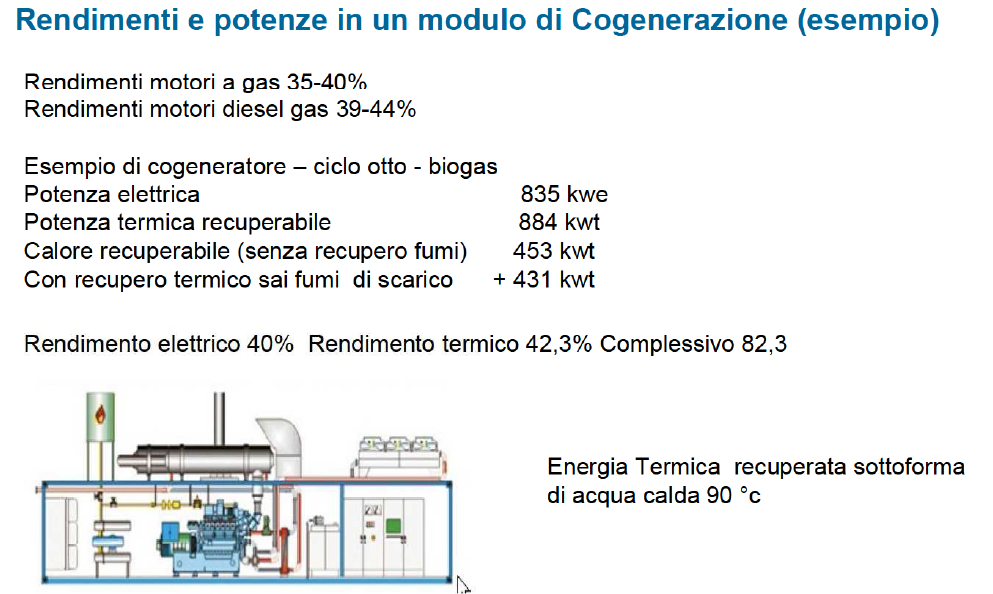 Rendimenti e potenze in un modulo di Cogenerazione (esempio)
Rendimenti motori a gas 35-40%
Rendimenti motori diesel gas 39-44%
Esempio di cogeneratore – ciclo otto - biogas
Potenza elettrica 835 kwe
Potenza termica recuperabile 884 kwt
Calore recuperabile (senza recupero fumi) 453 kwt
Con recupero termico sai fumi di scarico + 431 kwt
Rendimento elettrico 40% Rendimento termico 42,3% Complessivo 82,3
Energia Termica recuperata sottoforma
di acqua calda 90 °c